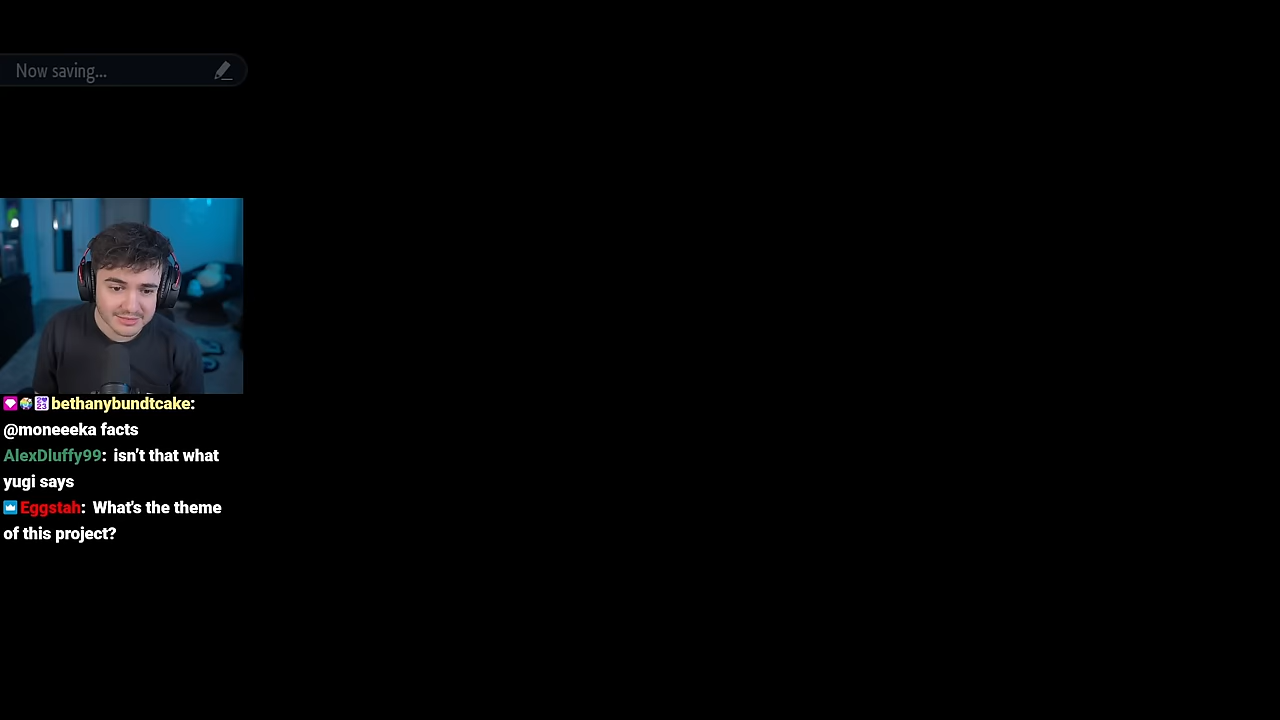 Now saving...
bethanybundtcake:
@moneeeka facts
AlexDluffy99: isn't that what
yugi says
Eggstah: What's the theme
of this project?